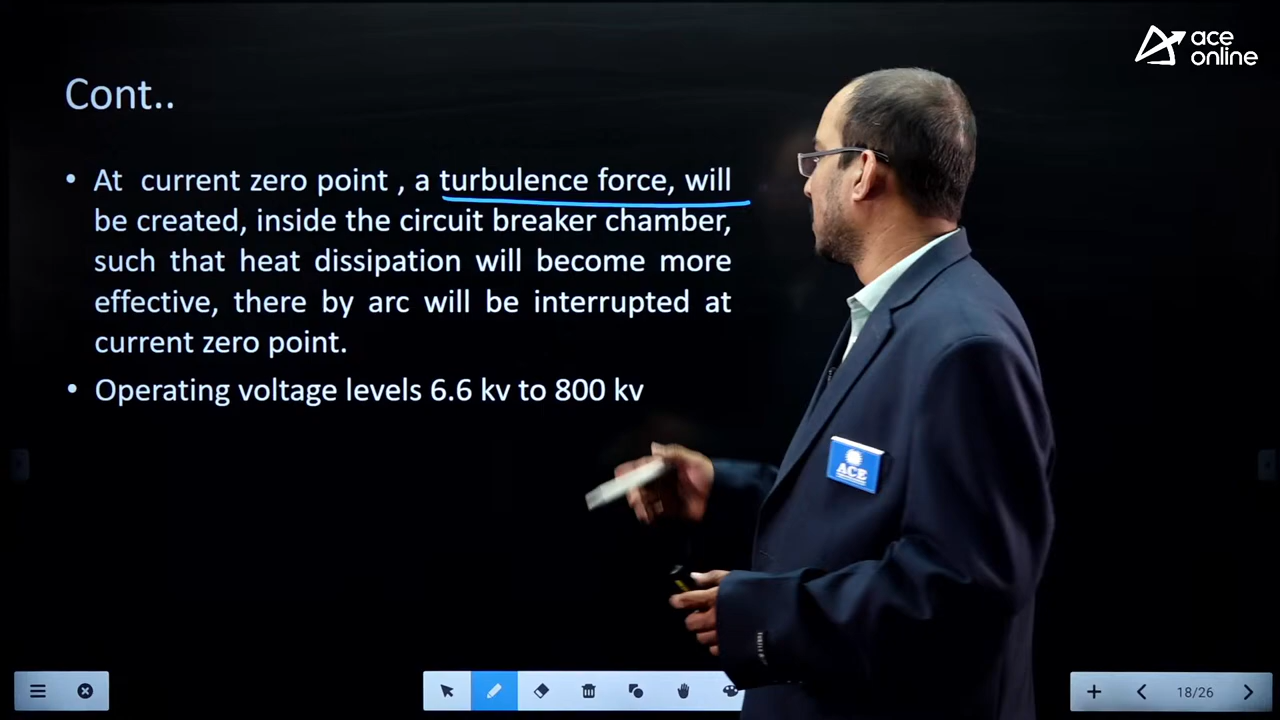 ace
online
Cont..
• At current zero point , a turbulence force, will
be created, inside the circuit breaker chamber,
such that heat dissipation will become more
effective, there by arc will be interrupted at
current zero point.
• Operating voltage levels 6.6 kv to 800 kv
ACE
18/26